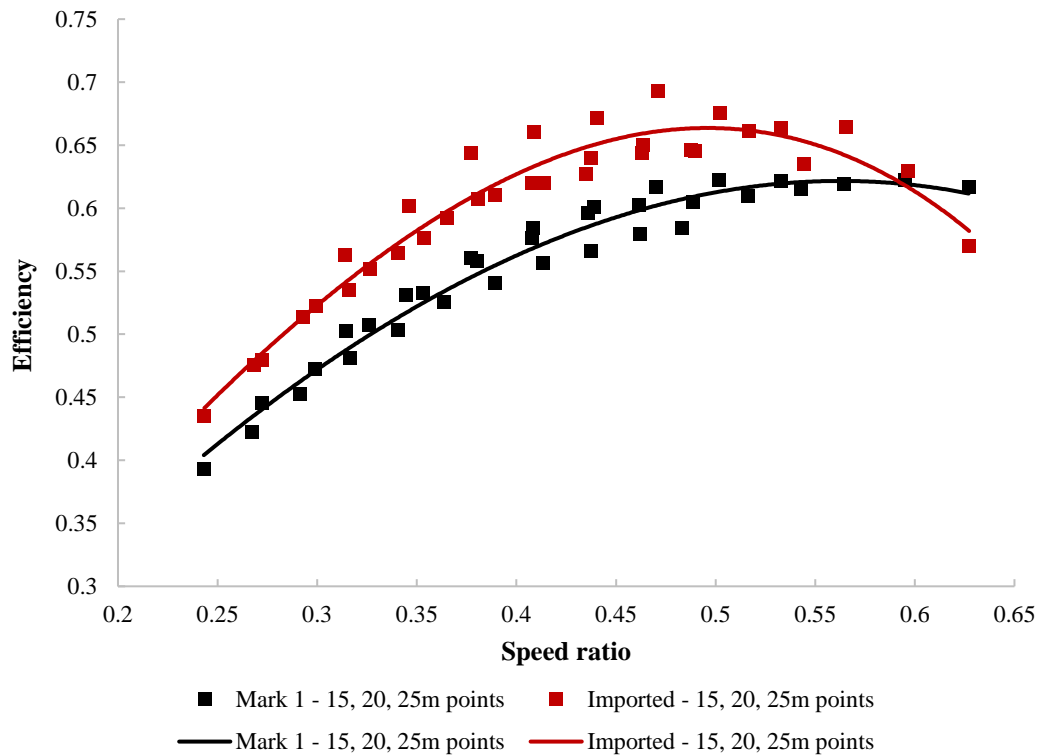 0.75
0.7
0.65
0.6
0.55
0.5
0.45
0.4
0.35
0.3
Efficiency
0.2 0.25 0.3 0.35 0.4 0.45 0.5 0.55 0.6 0.65
Speed ratio
Mark 1 - 15, 20, 25m points Imported - 15, 20, 25m points
Mark 1 - 15, 20, 25m points Imported - 15, 20, 25m points